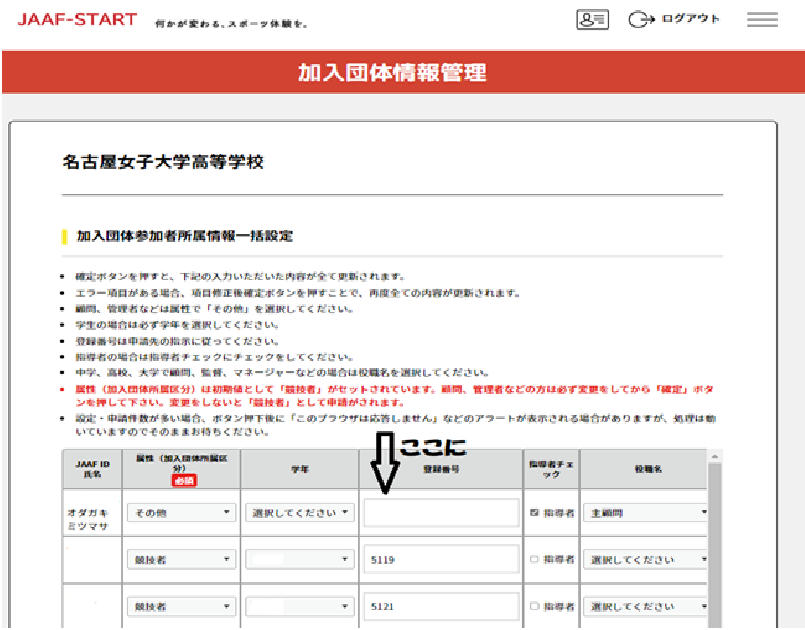 JAAF-START 何かが変わる、スポーツ体験を。
ログアウト
加入団体情報管理
名古屋女子大学高等学校
加入団体参加者所属情報一括設定
• 確定ボタンを押すと、下記の入力いただいた内容が全て更新されます。
• エラー項目がある場合、項目修正後確定ボタンを押すことで、再度全ての内容が更新されます。
• 顧問、管理者などは属性で「その他」を選択してください。
• 学生の場合は必ず学年を選択してください。
• 登録番号は申請先の指示に従ってください。
• 指導者の場合は指導者チェックにチェックをしてください。
• 中学、高校、大学で顧問、監督、マネージャーなどの場合は役職名を選択してください。
• 属性（加入団体所属区分）は初期値として「競技者」がセットされています。顧問、管理者などの方は必ず変更をしてから「確定」ボタ
ンを押して下さい。変更をしないと「競技者」として申請がされます。
• 設定・申請件数が多い場合、ボタン押下後に「このブラウザは応答しません」などのアラートが表示される場合がありますが、処理は動
いていますのでそのままお待ちください。
ここに
JAAF ID
氏名
属性（加入団体所属区
分）
必須
学年
登録番号
指導者チェ
ック
役職名
オダガキ
ミツマサ
その他
選択してください
指導者
主顧問
競技者
5119
指導者
選択してください
競技者
5121
指導者
選択してください